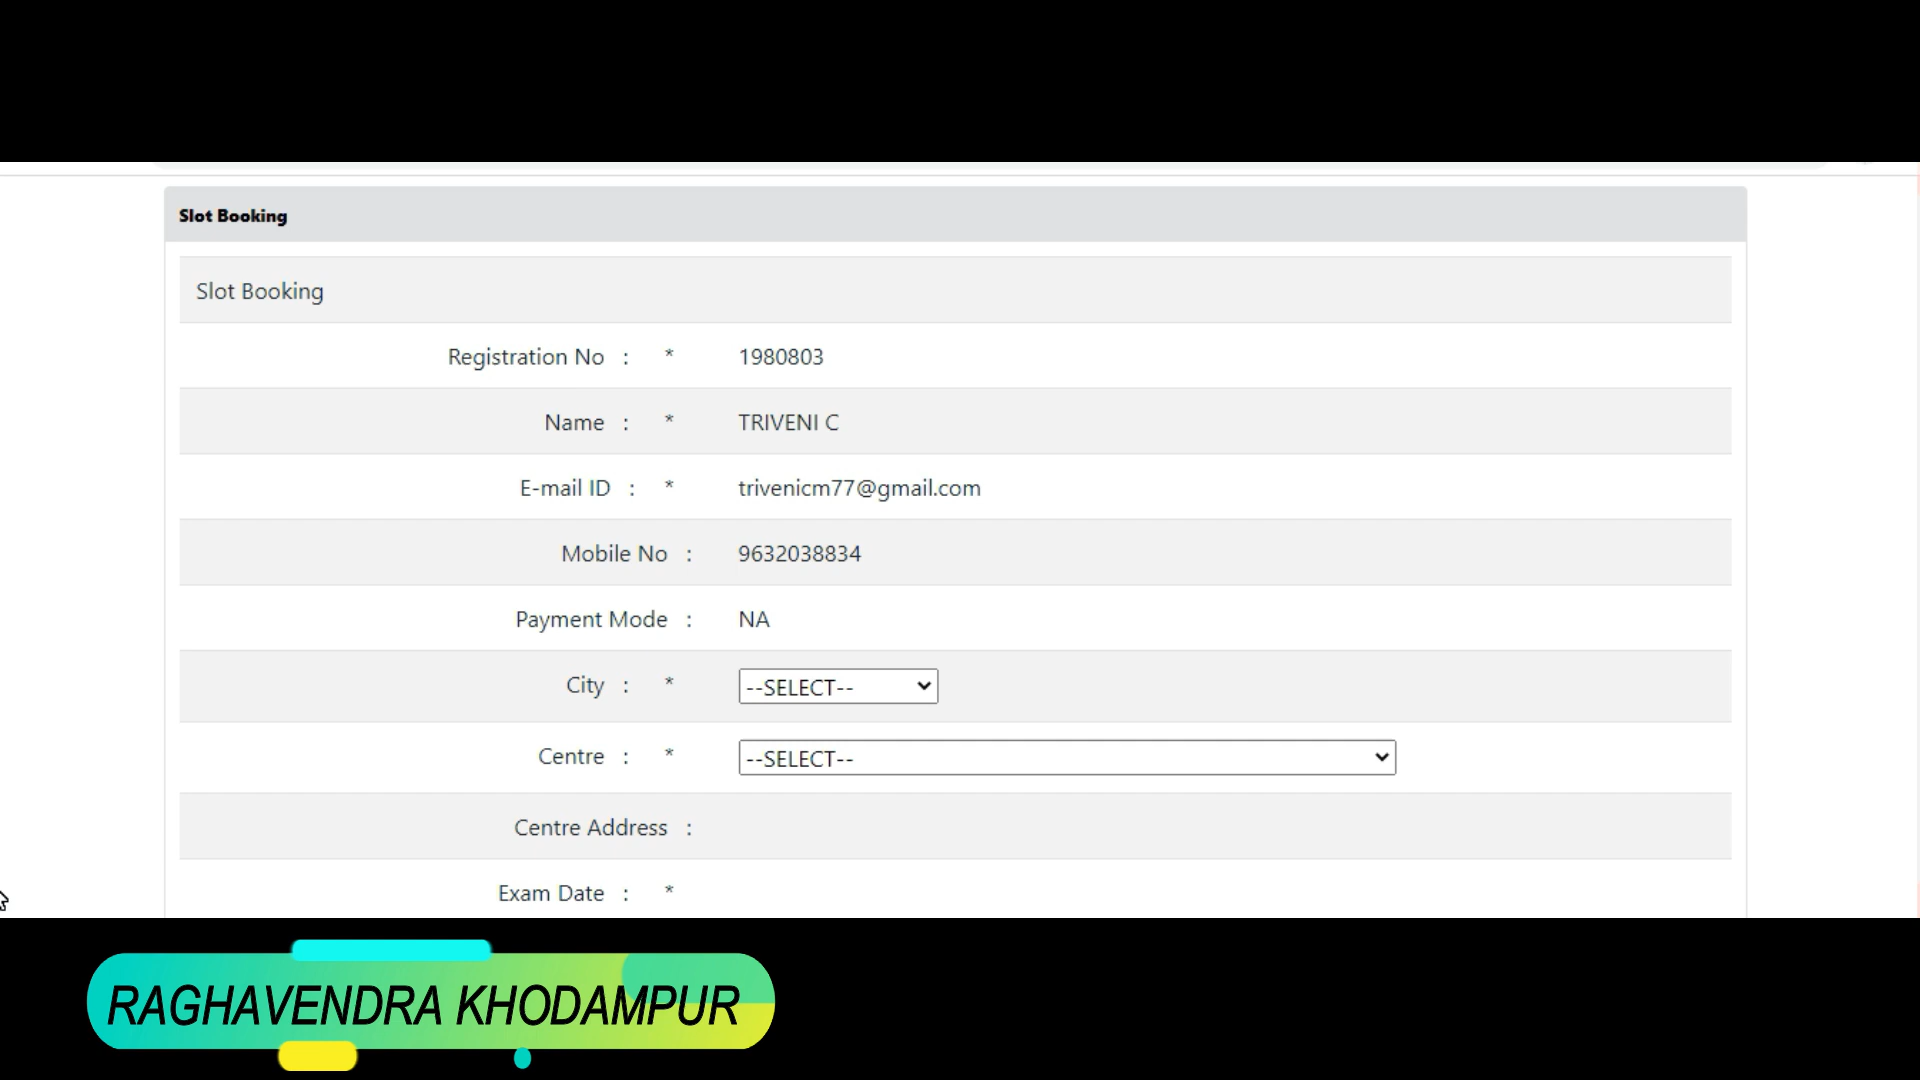 Slot Booking
Slot Booking
Registration No : * 1980803
Name : * TRIVENI C
E-mail ID : * trivenicm77@gmail.com
Mobile No : 9632038834
Payment Mode : NA
City : * --SELECT--
Centre : * --SELECT--
Centre Address :
Exam Date : *
RAGHAVENDRA KHODAMPUR